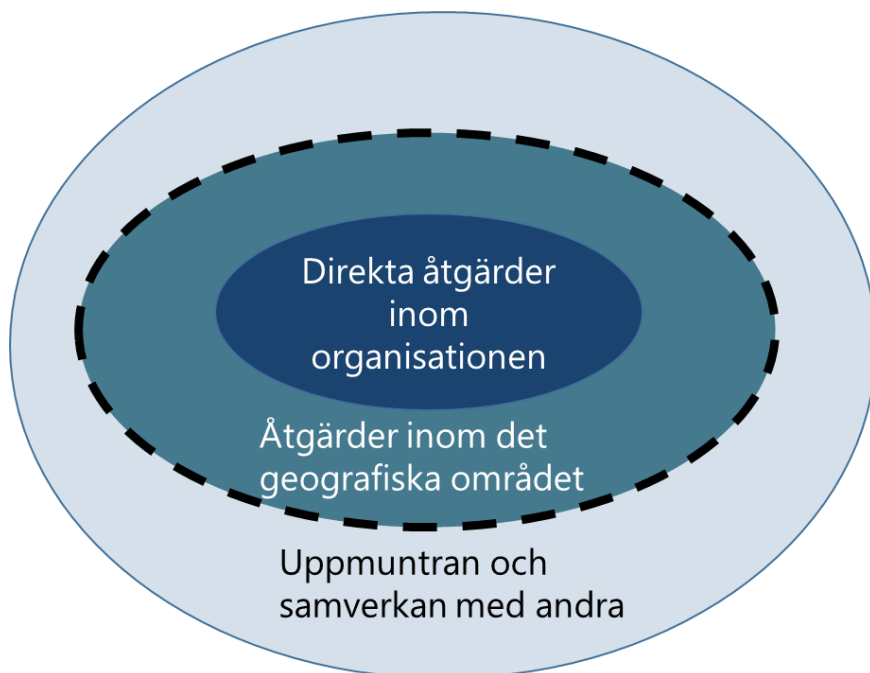 Direkta åtgärder
inom
organisationen
Åtgärder inom det
geografiska området
Uppmuntran och
samverkan med andra